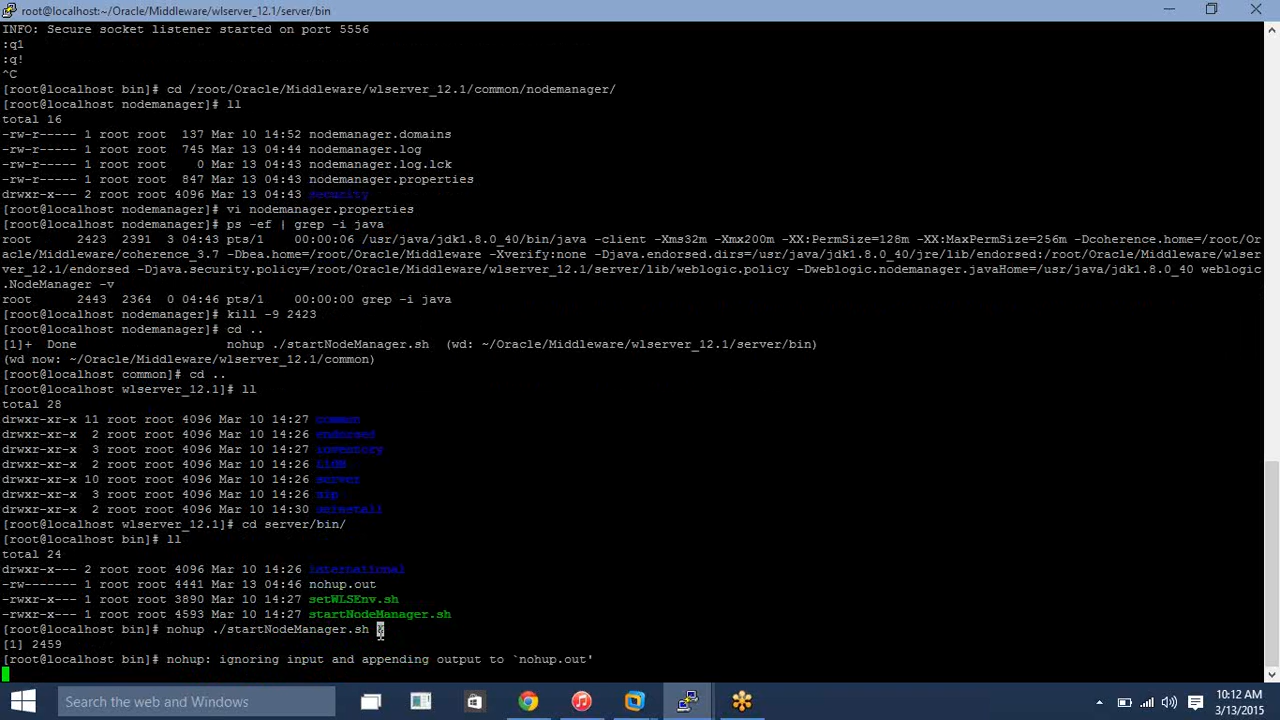 root@localhost:~/Oracle/Middleware/wlserver_12.1/server/bin
INFO: Secure socket listener started on port 5556
:q1
:q!
^C
[root@localhost bin]# cd /root/Oracle/Middleware/wlserver_12.1/common/nodemanager/
[root@localhost nodemanager]# ll
total 16
-rw-r----- 1 root root  137 Mar 10 14:52 nodemanager.domains
-rw-r----- 1 root root  745 Mar 13 04:44 nodemanager.log
-rw-r----- 1 root root    0 Mar 13 04:43 nodemanager.log.lck
-rw-r----- 1 root root  847 Mar 13 04:43 nodemanager.properties
drwxr-x--- 2 root root 4096 Mar 13 04:43 security
[root@localhost nodemanager]# vi nodemanager.properties
[root@localhost nodemanager]# ps -ef | grep -i java
root      2423  2391  3 04:43 pts/1    00:00:06 /usr/java/jdk1.8.0_40/bin/java -client -Xms32m -Xmx200m -XX:PermSize=128m -XX:MaxPermSize=256m -Dcoherence.home=/root/Or
acle/Middleware/coherence_3.7 -Dbea.home=/root/Oracle/Middleware -Xverify:none -Djava.endorsed.dirs=/usr/java/jdk1.8.0_40/jre/lib/endorsed:/root/Oracle/Middleware/wlser
ver_12.1/endorsed -Djava.security.policy=/root/Oracle/Middleware/wlserver_12.1/server/lib/weblogic.policy -Dweblogic.nodemanager.javaHome=/usr/java/jdk1.8.0_40 weblogic
.NodeManager -v
root      2443  2364  0 04:46 pts/1    00:00:00 grep -i java
[root@localhost nodemanager]# kill -9 2423
[root@localhost nodemanager]# cd ..
[1]+  Done                    nohup ./startNodeManager.sh  (wd: ~/Oracle/Middleware/wlserver_12.1/server/bin)
(wd now: ~/Oracle/Middleware/wlserver_12.1/common)
[root@localhost common]# cd ..
[root@localhost wlserver_12.1]# ll
total 28
drwxr-xr-x 11 root root 4096 Mar 10 14:27 common
drwxr-xr-x  2 root root 4096 Mar 10 14:26 endorsed
drwxr-xr-x  3 root root 4096 Mar 10 14:27 inventory
drwxr-xr-x  2 root root 4096 Mar 10 14:26
drwxr-xr-x 10 root root 4096 Mar 10 14:26 server
drwxr-xr-x  3 root root 4096 Mar 10 14:26
drwxr-xr-x  4 root root 4096 Mar 10 14:30 uninstall
[root@localhost wlserver_12.1]# cd server/bin/
[root@localhost bin]# ll
total 24
drwxr-x--- 2 root root 4096 Mar 10 14:26 international
-rw------- 1 root root 4441 Mar 13 04:46 nohup.out
-rwxr-x--- 1 root root 3890 Mar 10 14:27 setWLSEnv.sh
-rwxr-x--- 1 root root 4593 Mar 10 14:27 startNodeManager.sh
[root@localhost bin]# nohup ./startNodeManager.sh &
[1] 2459
[root@localhost bin]# nohup: ignoring input and appending output to `nohup.out'
Search the web and Windows
10:12 AM
3/13/2015